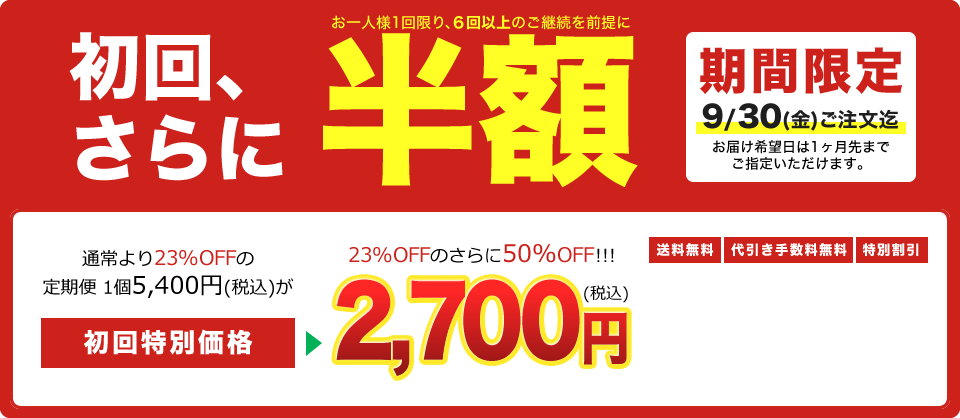 お一人様1回限り、6回以上のご継続を前提に
初回、
さらに
半額
期間限定
9/30(金)ご注文迄
お届け希望日は1ヶ月先まで
ご指定いただけます。
通常より23%OFFの
定期便 1個5,400円(税込)が
初回特別価格
23%OFFのさらに50%OFF!!!
2,700円
(税込)
送料無料
代引き手数料無料
特別割引